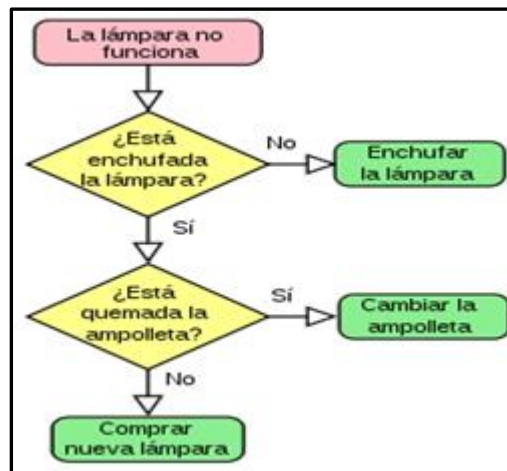 La lámpara no
funciona
¿Está
enchufada
la lámpara?
No
Enchufar
la lámpara
Sí
¿Está
quemada la
ampolleta?
Sí
Cambiar la
ampolleta
No
Comprar
nueva lámpara